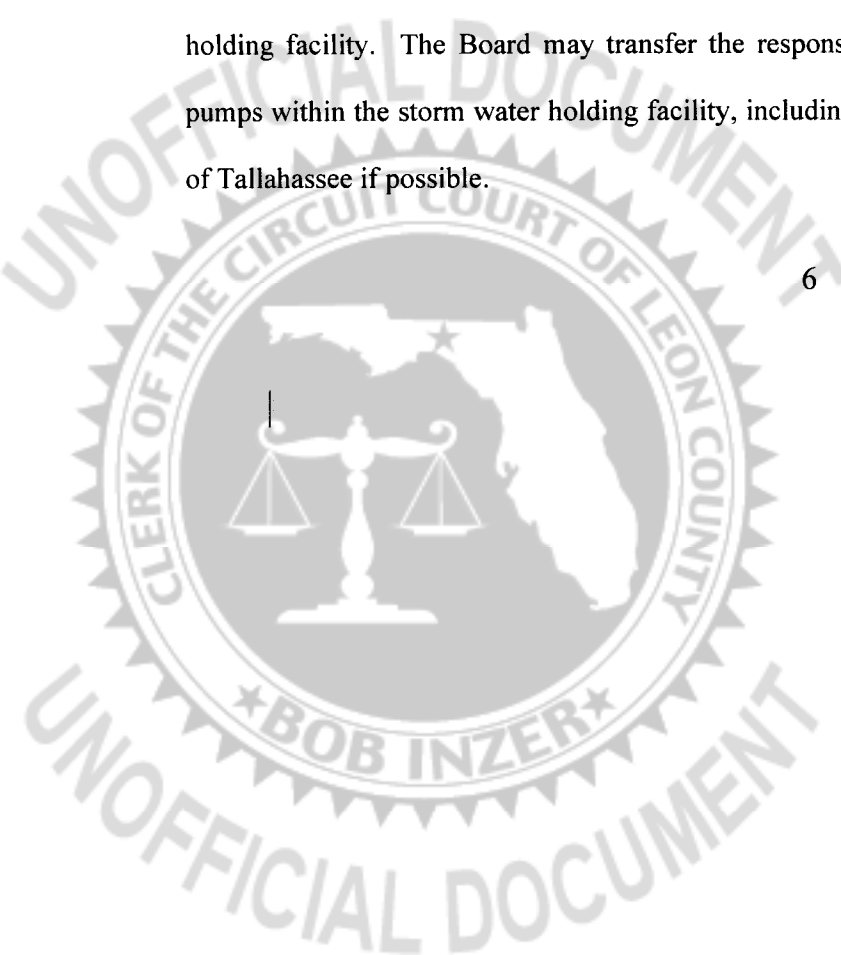 holding facility. The Board may transfer the respons
pumps within the storm water holding facility, includin
of Tallahassee if possible.
6
UNOFFICIAL DOCUMENT
CLERK OF THE CIRCUIT COURT OF LEON COUNTY
★BOB INZER★
UNOFFICIAL DOCUMENT